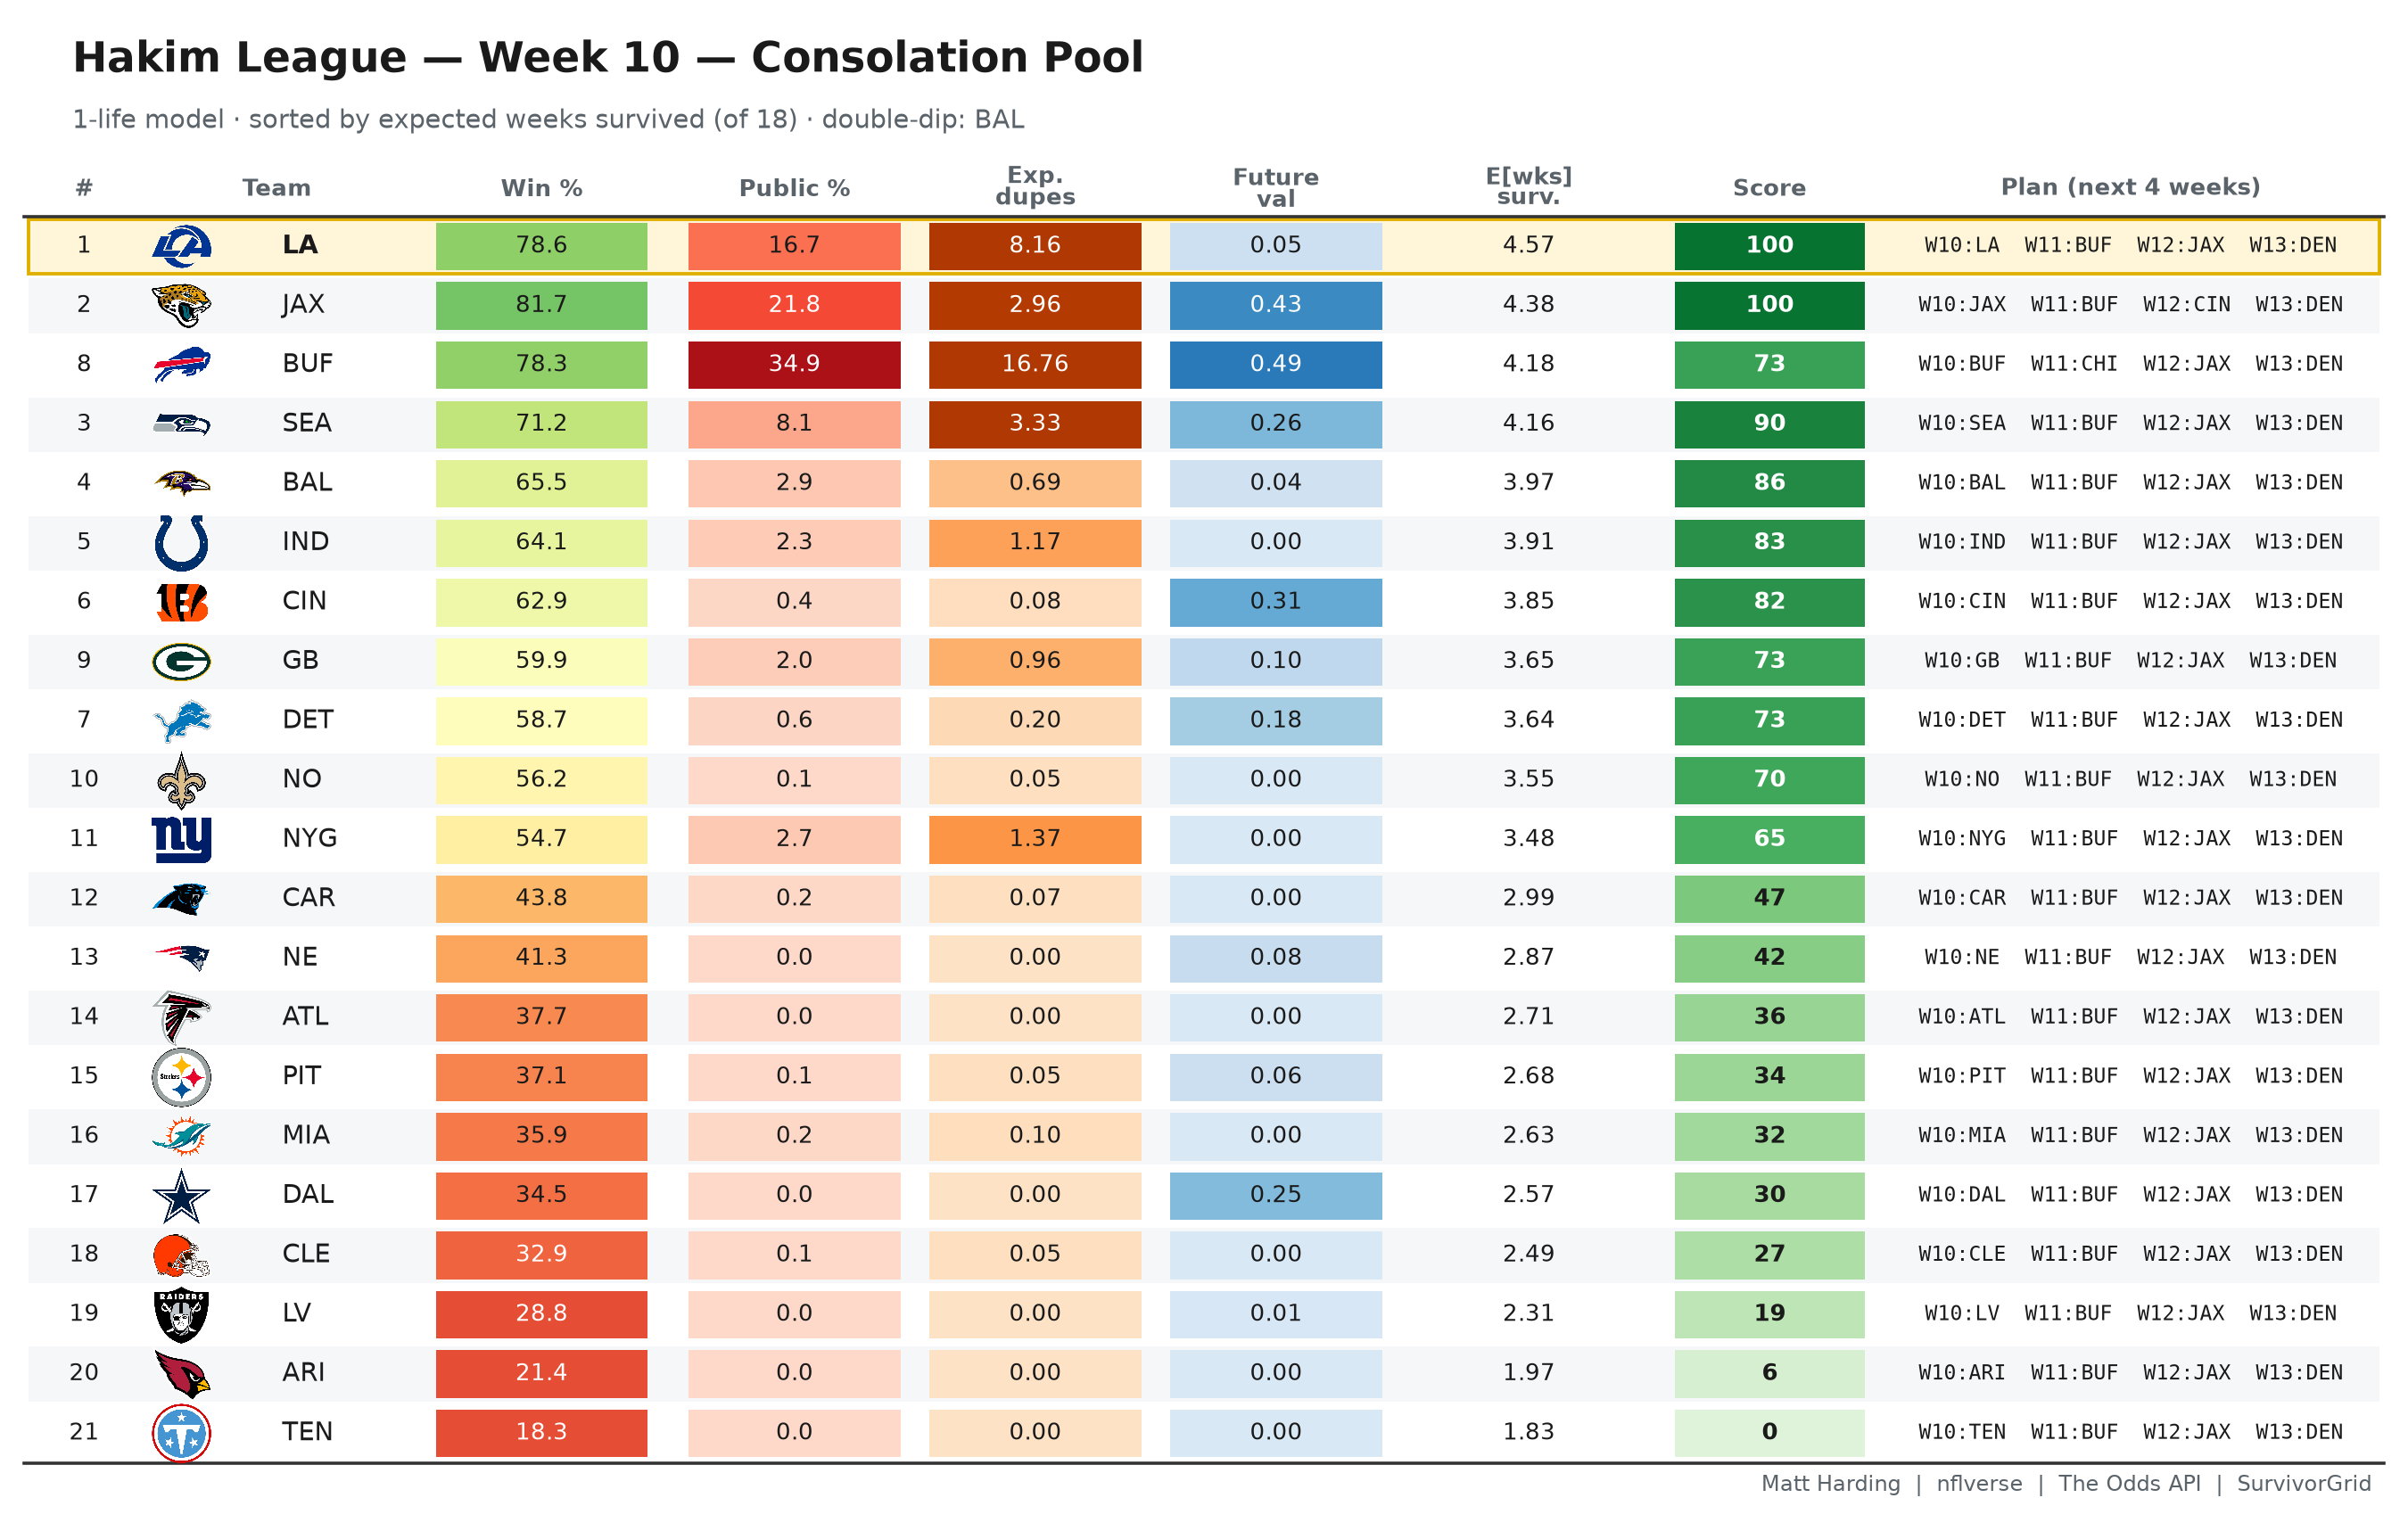 Hakim League — Week 10 — Consolation Pool
1-life model · sorted by expected weeks survived (of 18) · double-dip: BAL
# Team Win % Public % Exp. dupes Future val E[wks] surv. Score Plan (next 4 weeks)
1 LA 78.6 16.7 8.16 0.05 4.57 100 W10:LA W11:BUF W12:JAX W13:DEN
2 JAX 81.7 21.8 2.96 0.43 4.38 100 W10:JAX W11:BUF W12:CIN W13:DEN
8 BUF 78.3 34.9 16.76 0.49 4.18 73 W10:BUF W11:CHI W12:JAX W13:DEN
3 SEA 71.2 8.1 3.33 0.26 4.16 90 W10:SEA W11:BUF W12:JAX W13:DEN
4 BAL 65.5 2.9 0.69 0.04 3.97 86 W10:BAL W11:BUF W12:JAX W13:DEN
5 IND 64.1 2.3 1.17 0.00 3.91 83 W10:IND W11:BUF W12:JAX W13:DEN
6 CIN 62.9 0.4 0.08 0.31 3.85 82 W10:CIN W11:BUF W12:JAX W13:DEN
9 GB 59.9 2.0 0.96 0.10 3.65 73 W10:GB W11:BUF W12:JAX W13:DEN
7 DET 58.7 0.6 0.20 0.18 3.64 73 W10:DET W11:BUF W12:JAX W13:DEN
10 NO 56.2 0.1 0.05 0.00 3.55 70 W10:NO W11:BUF W12:JAX W13:DEN
11 ny NYG 54.7 2.7 1.37 0.00 3.48 65 W10:NYG W11:BUF W12:JAX W13:DEN
12 CAR 43.8 0.2 0.07 0.00 2.99 47 W10:CAR W11:BUF W12:JAX W13:DEN
13 NE 41.3 0.0 0.00 0.08 2.87 42 W10:NE W11:BUF W12:JAX W13:DEN
14 ATL 37.7 0.0 0.00 0.00 2.71 36 W10:ATL W11:BUF W12:JAX W13:DEN
15 Steelers PIT 37.1 0.1 0.05 0.06 2.68 34 W10:PIT W11:BUF W12:JAX W13:DEN
16 MIA 35.9 0.2 0.10 0.00 2.63 32 W10:MIA W11:BUF W12:JAX W13:DEN
17 DAL 34.5 0.0 0.00 0.25 2.57 30 W10:DAL W11:BUF W12:JAX W13:DEN
18 CLE 32.9 0.1 0.05 0.00 2.49 27 W10:CLE W11:BUF W12:JAX W13:DEN
19 RAIDERS LV 28.8 0.0 0.00 0.01 2.31 19 W10:LV W11:BUF W12:JAX W13:DEN
20 ARI 21.4 0.0 0.00 0.00 1.97 6 W10:ARI W11:BUF W12:JAX W13:DEN
21 TEN 18.3 0.0 0.00 0.00 1.83 0 W10:TEN W11:BUF W12:JAX W13:DEN
Matt Harding | nflverse | The Odds API | SurvivorGrid